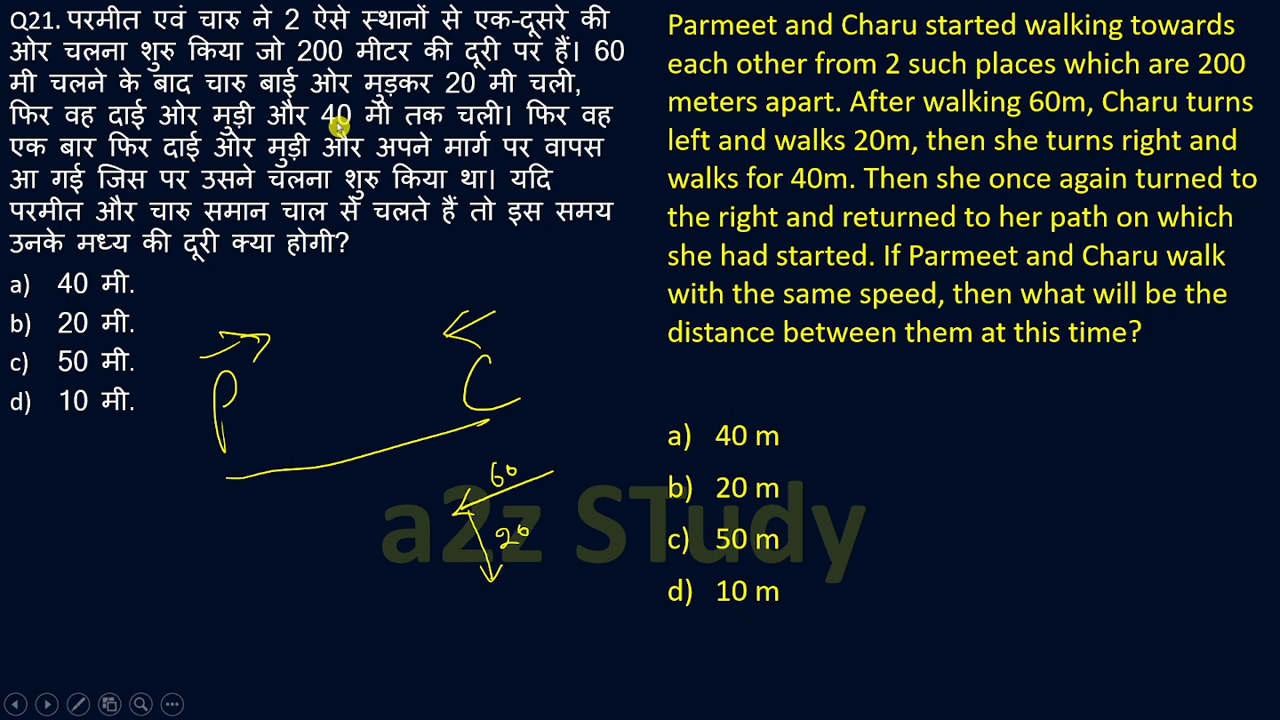 Q21. परमीत एवं चारु ने 2 ऐसे स्थानों से एक-दूसरे की
ओर चलना शुरु किया जो 200 मीटर की दूरी पर हैं। 60
मी चलने के बाद चारु बाई ओर मुड़कर 20 मी चली,
फिर वह दाई ओर मुड़ी और 40 मी तक चली। फिर वह
एक बार फिर दाई ओर मुड़ी और अपने मार्ग पर वापस
आ गई जिस पर उसने चलना शुरु किया था। यदि
परमीत और चारु समान चाल से चलते हैं तो इस समय
उनके मध्य की दूरी क्या होगी?
a) 40 मी.
b) 20 मी.
c) 50 मी.
d) 10 मी.
P
C
60
20
Parmeet and Charu started walking towards
each other from 2 such places which are 200
meters apart. After walking 60m, Charu turns
left and walks 20m, then she turns right and
walks for 40m. Then she once again turned to
the right and returned to her path on which
she had started. If Parmeet and Charu walk
with the same speed, then what will be the
distance between them at this time?
a) 40 m
b) 20 m
c) 50 m
d) 10 m
a2z STudy